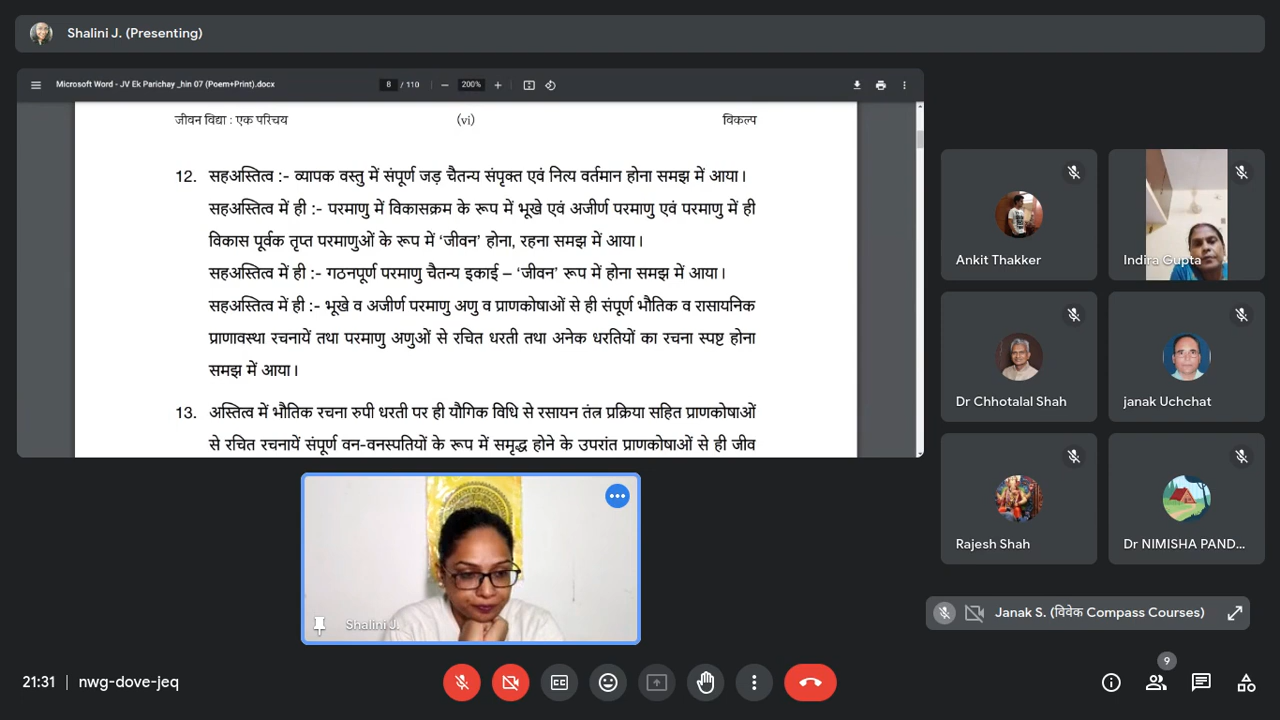 Shalini J. (Presenting)
Microsoft Word - JV Ek Parichay _hin 07 (Poem+Print).docx
8 / 110
200%
जीवन विद्या : एक परिचय
(vi)
विकल्प
12. सहअस्तित्व :- व्यापक वस्तु में संपूर्ण जड़ चैतन्य संपृक्त एवं नित्य वर्तमान होना समझ में आया।
सहअस्तित्व में ही :- परमाणु में विकासक्रम के रूप में भूखे एवं अजीर्ण परमाणु एवं परमाणु में ही
विकास पूर्वक तृप्त परमाणुओं के रूप में ‘जीवन’ होना, रहना समझ में आया।
सहअस्तित्व में ही :- गठनपूर्ण परमाणु चैतन्य इकाई – ‘जीवन’ रूप में होना समझ में आया।
सहअस्तित्व में ही :- भूखे व अजीर्ण परमाणु अणु व प्राणकोषाओं से ही संपूर्ण भौतिक व रासायनिक
प्राणावस्था रचनायें तथा परमाणु अणुओं से रचित धरती तथा अनेक धरतियों का रचना स्पष्ट होना
समझ में आया।
13. अस्तित्व में भौतिक रचना रुपी धरती पर ही यौगिक विधि से रसायन तंत्र प्रक्रिया सहित प्राणकोषाओं
से रचित रचनायें संपूर्ण वन-वनस्पतियों के रूप में समृद्ध होने के उपरांत प्राणकोषाओं से ही जीव
Ankit Thakker
Indira Gupta
Dr Chhotalal Shah
janak Uchchat
Rajesh Shah
Dr NIMISHA PAND...
Shalini J.
Janak S. (विवेक Compass Courses)
21:31 | nwg-dove-jeq
9